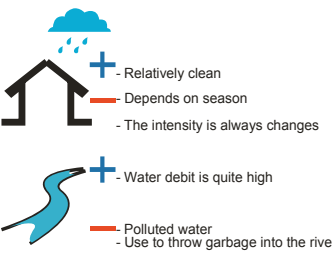 - Relatively clean
- Depends on season
- The intensity is always changes
- Water debit is quite high
- Polluted water
- Use to throw garbage into the rive